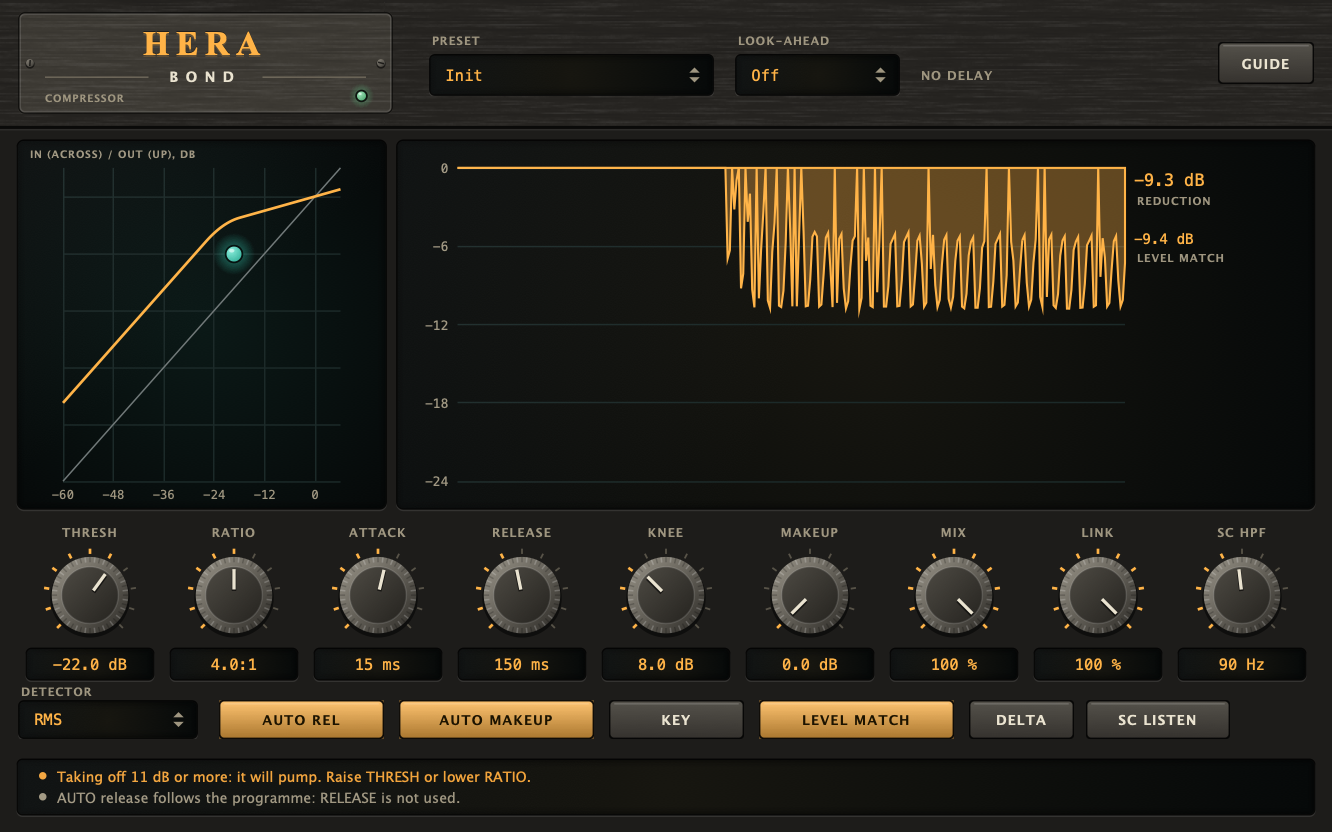 HERA
BOND
COMPRESSOR
PRESET
Init
LOOK-AHEAD
Off
NO DELAY
GUIDE
IN (ACROSS) / OUT (UP), DB
-60 -48 -36 -24 -12 0
0
-6
-12
-18
-24
-9.3 dB
REDUCTION
-9.4 dB
LEVEL MATCH
THRESH RATIO ATTACK RELEASE KNEE MAKEUP MIX LINK SC HPF
-22.0 dB 4.0:1 15 ms 150 ms 8.0 dB 0.0 dB 100 % 100 % 90 Hz
DETECTOR
RMS AUTO REL AUTO MAKEUP KEY LEVEL MATCH DELTA SC LISTEN
Taking off 11 dB or more: it will pump. Raise THRESH or lower RATIO.
AUTO release follows the programme: RELEASE is not used.